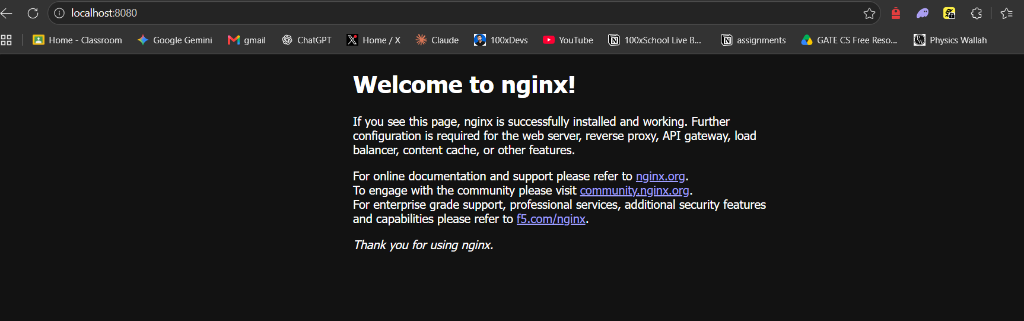 localhost:8080
Home - Classroom
Google Gemini
gmail
ChatGPT
Home / X
Claude
100xDevs
YouTube
100xSchool Live B...
assignments
GATE CS Free Reso...
Physics Wallah
Welcome to nginx!
If you see this page, nginx is successfully installed and working. Further
configuration is required for the web server, reverse proxy, API gateway, load
balancer, content cache, or other features.
For online documentation and support please refer to nginx.org.
To engage with the community please visit community.nginx.org.
For enterprise grade support, professional services, additional security features
and capabilities please refer to f5.com/nginx.
Thank you for using nginx.